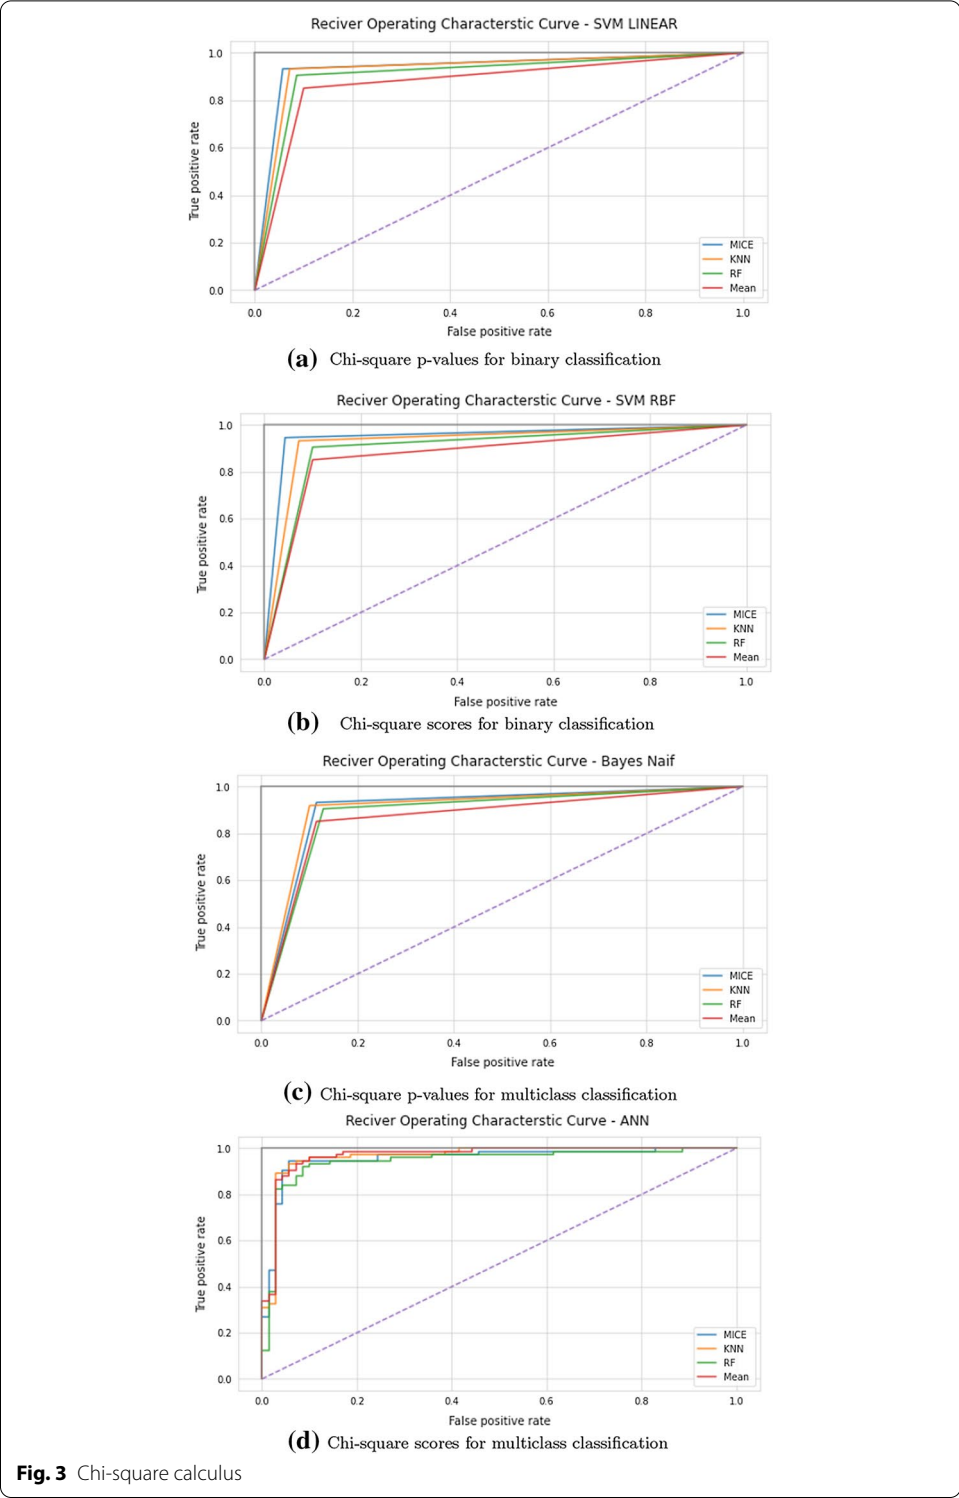 Reciver Operating Characterstic Curve - SVM LINEAR
1.0
0.8
0.6
0.4
0.2
0.0
True positive rate
MICE
KNN
RF
Mean
0.0 0.2 0.4 0.6 0.8 1.0
False positive rate
(a) Chi-square p-values for binary classification
Reciver Operating Characterstic Curve - SVM RBF
1.0
0.8
0.6
0.4
0.2
0.0
True positive rate
MICE
KNN
RF
Mean
0.0 0.2 0.4 0.6 0.8 1.0
False positive rate
(b) Chi-square scores for binary classification
Reciver Operating Characterstic Curve - Bayes Naif
1.0
0.8
0.6
0.4
0.2
0.0
True positive rate
MICE
KNN
RF
Mean
0.0 0.2 0.4 0.6 0.8 1.0
False positive rate
(c) Chi-square p-values for multiclass classification
Reciver Operating Characterstic Curve - ANN
1.0
0.8
0.6
0.4
0.2
0.0
True positive rate
MICE
KNN
RF
Mean
0.0 0.2 0.4 0.6 0.8 1.0
False positive rate
(d) Chi-square scores for multiclass classification
Fig. 3 Chi-square calculus